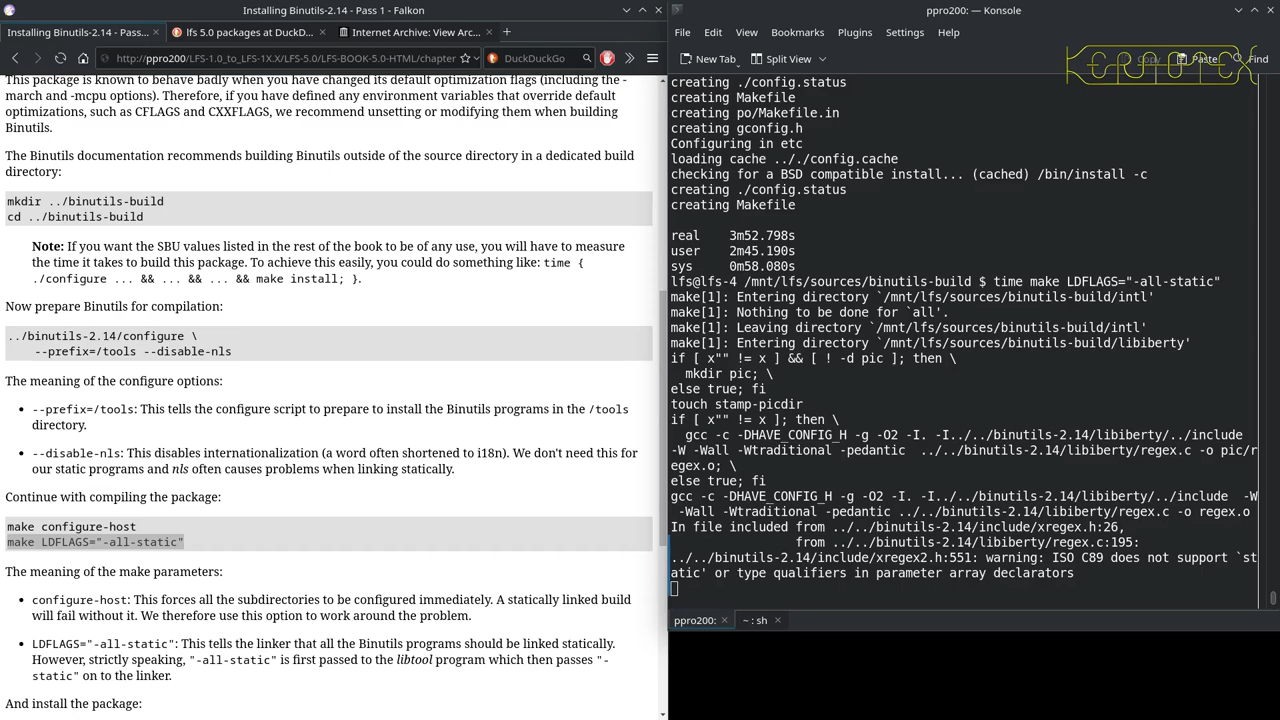 Installing Binutils-2.14 - Pass 1 - Falkon
Installing Binutils-2.14 - Pass...
lfs 5.0 packages at DuckD...
Internet Archive: View Arc...
http://ppro200/LFS-1.0_to_LFS-1X.X/LFS-5.0/LFS-BOOK-5.0-HTML/chapter
DuckDuckGo
This package is known to behave badly when you have changed its default optimization flags (including the -
march and -mcpu options). Therefore, if you have defined any environment variables that override default
optimizations, such as CFLAGS and CXXFLAGS, we recommend unsetting or modifying them when building
Binutils.
The Binutils documentation recommends building Binutils outside of the source directory in a dedicated build
directory:
mkdir ../binutils-build
cd ../binutils-build
Note: If you want the SBU values listed in the rest of the book to be of any use, you will have to measure
the time it takes to build this package. To achieve this easily, you could do something like: time {
./configure ... && ... && ... && make install; }.
Now prepare Binutils for compilation:
../binutils-2.14/configure \
--prefix=/tools --disable-nls
The meaning of the configure options:
--prefix=/tools: This tells the configure script to prepare to install the Binutils programs in the /tools
directory.
--disable-nls: This disables internationalization (a word often shortened to i18n). We don't need this for
our static programs and nls often causes problems when linking statically.
Continue with compiling the package:
make configure-host
make LDFLAGS="-all-static"
The meaning of the make parameters:
configure-host: This forces all the subdirectories to be configured immediately. A statically linked build
will fail without it. We therefore use this option to work around the problem.
LDFLAGS="-all-static": This tells the linker that all the Binutils programs should be linked statically.
However, strictly speaking, "-all-static" is first passed to the libtool program which then passes "-
static" on to the linker.
And install the package:
ppro200: — Konsole
File Edit View Bookmarks Plugins Settings Help
New Tab Split View Copy Paste Find
creating ./config.status
creating Makefile
creating po/Makefile.in
creating gconfig.h
Configuring in etc
loading cache .././config.cache
checking for a BSD compatible install... (cached) /bin/install -c
creating ./config.status
creating Makefile
real 3m52.798s
user 2m45.190s
sys 0m58.080s
lfs@lfs-4 /mnt/lfs/sources/binutils-build $ time make LDFLAGS="-all-static"
make[1]: Entering directory `/mnt/lfs/sources/binutils-build/intl'
make[1]: Nothing to be done for `all'.
make[1]: Leaving directory `/mnt/lfs/sources/binutils-build/intl'
make[1]: Entering directory `/mnt/lfs/sources/binutils-build/libiberty'
if [ x"" != x ] && [ ! -d pic ]; then \
mkdir pic; \
else true; fi
touch stamp-picdir
if [ x"" != x ]; then \
gcc -c -DHAVE_CONFIG_H -g -O2 -I. -I../../binutils-2.14/libiberty/../include
-W -Wall -Wtraditional -pedantic ../../binutils-2.14/libiberty/regex.c -o pic/r
egex.o; \
else true; fi
gcc -c -DHAVE_CONFIG_H -g -O2 -I. -I../../binutils-2.14/libiberty/../include -W
-Wall -Wtraditional -pedantic ../../binutils-2.14/libiberty/regex.c -o regex.o
In file included from ../../binutils-2.14/include/xregex.h:26,
from ../../binutils-2.14/libiberty/regex.c:195:
../../binutils-2.14/include/xregex2.h:551: warning: ISO C89 does not support `st
atic' or type qualifiers in parameter array declarators
ppro200:
~ : sh